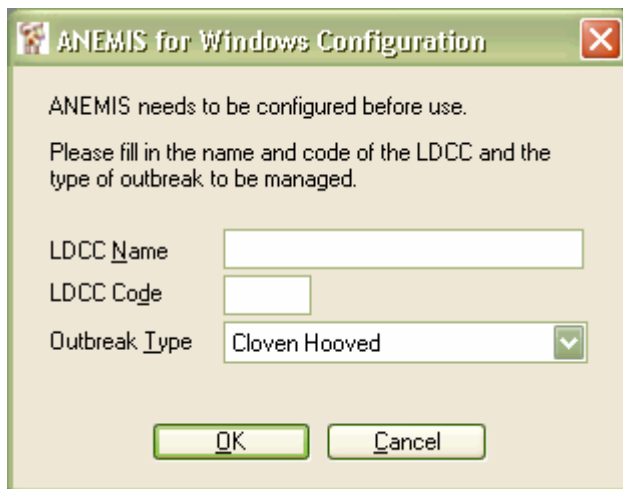 ANEMIS for Windows Configuration
ANEMIS needs to be configured before use.
Please fill in the name and code of the LDCC and the
type of outbreak to be managed.
LDCC Name
LDCC Code
Outbreak Type Cloven Hooved
OK Cancel